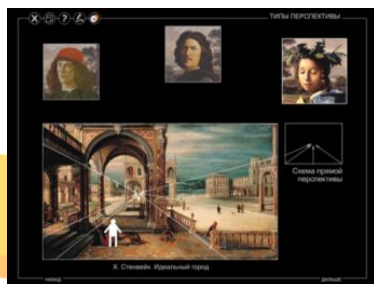 ТИПЫ ПЕРСПЕКТИВЫ
Схема прямой
перспективы
Х. Стенвейк. Идеальный город
НАЗАД
ДАЛЬШЕ